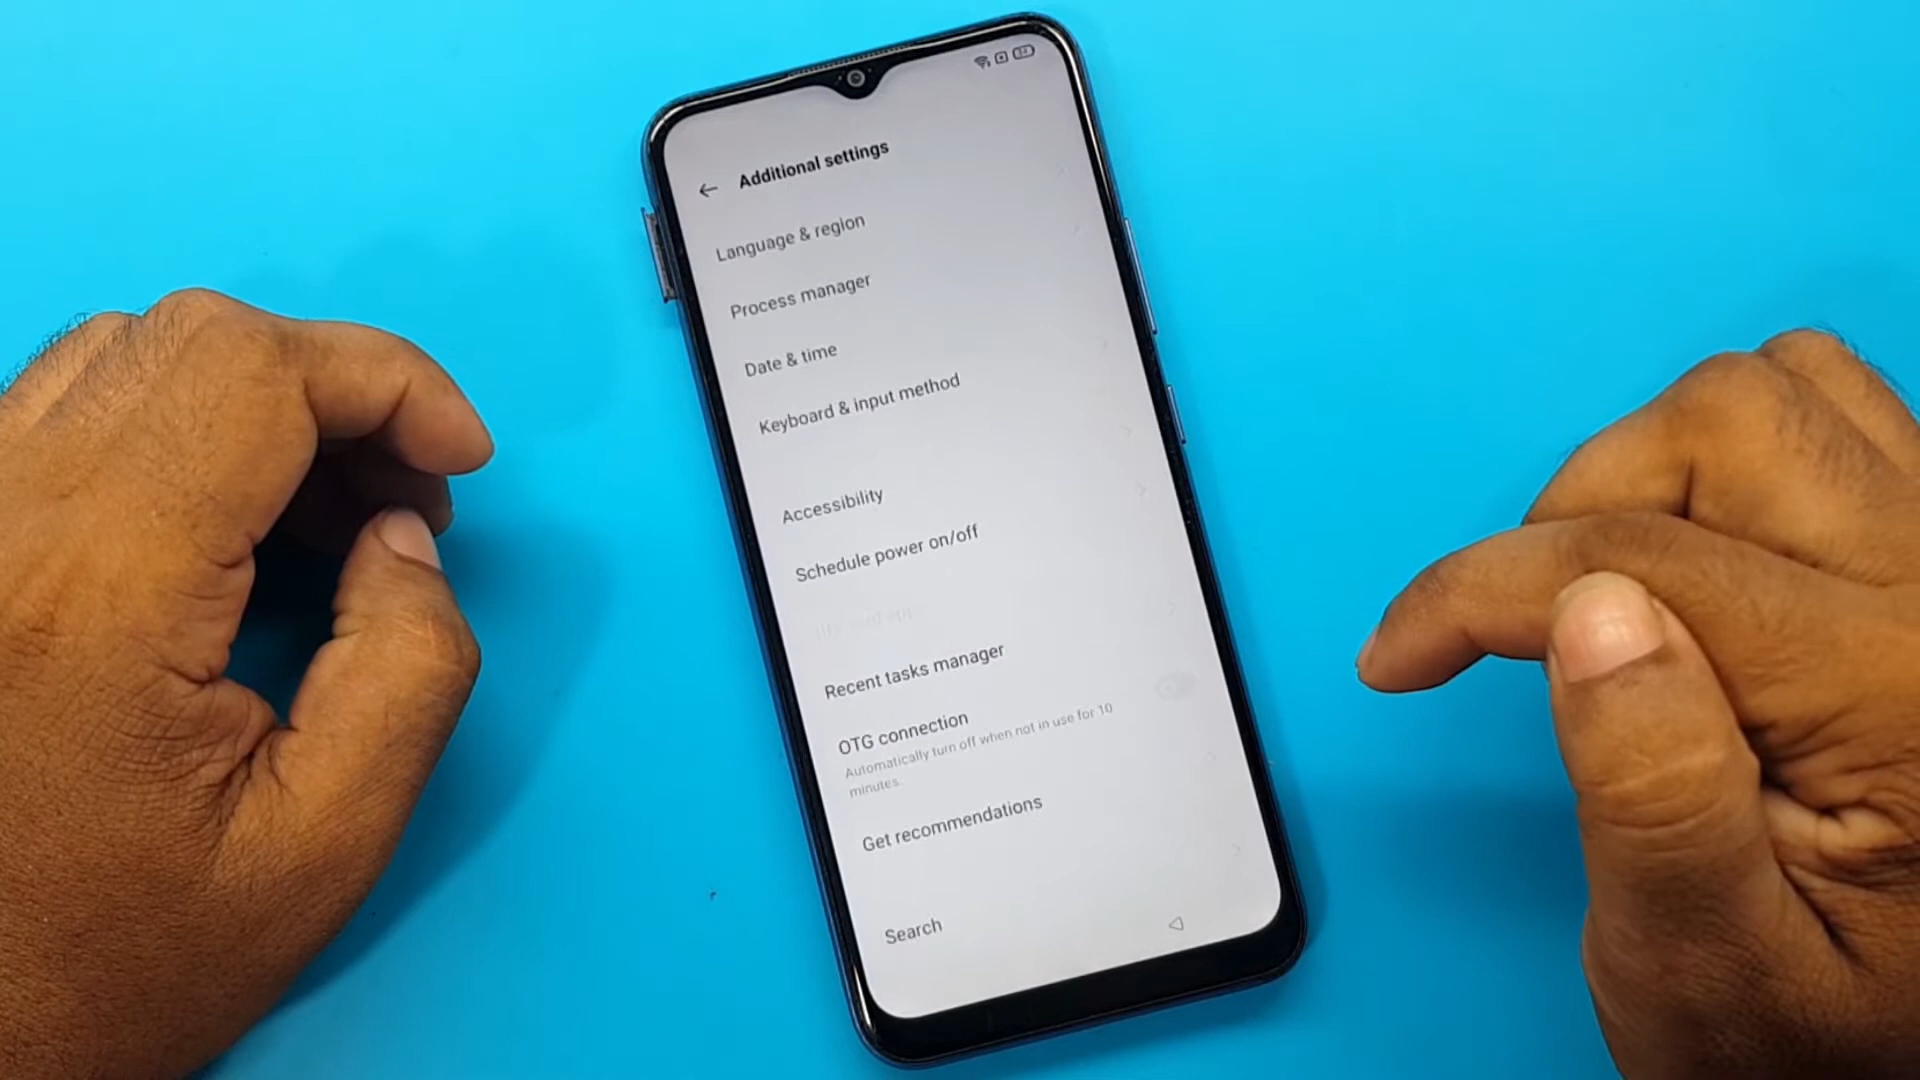 Additional settings
Language & region
Process manager
Date & time
Keyboard & input method
Accessibility
Schedule power on/off
Recent tasks manager
OTG connection
Automatically turn off when not in use for 10
minutes.
Get recommendations
Search